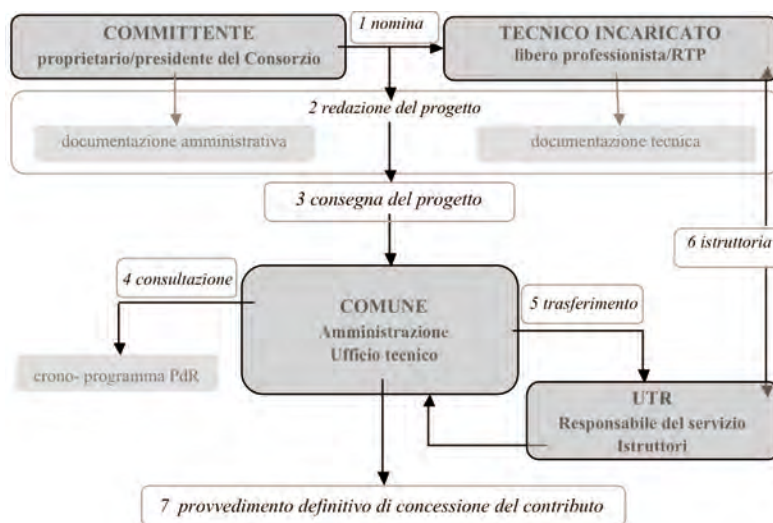 COMMITTENTE
proprietario/presidente del Consorzio
1 nomina
TECNICO INCARICATO
libero professionista/RTP
2 redazione del progetto
documentazione amministrativa
documentazione tecnica
3 consegna del progetto
6 istruttoria
4 consultazione
COMUNE
Amministrazione
Ufficio tecnico
5 trasferimento
crono- programma PdR
UTR
Responsabile del servizio
Istruttori
7 provvedimento definitivo di concessione del contributo